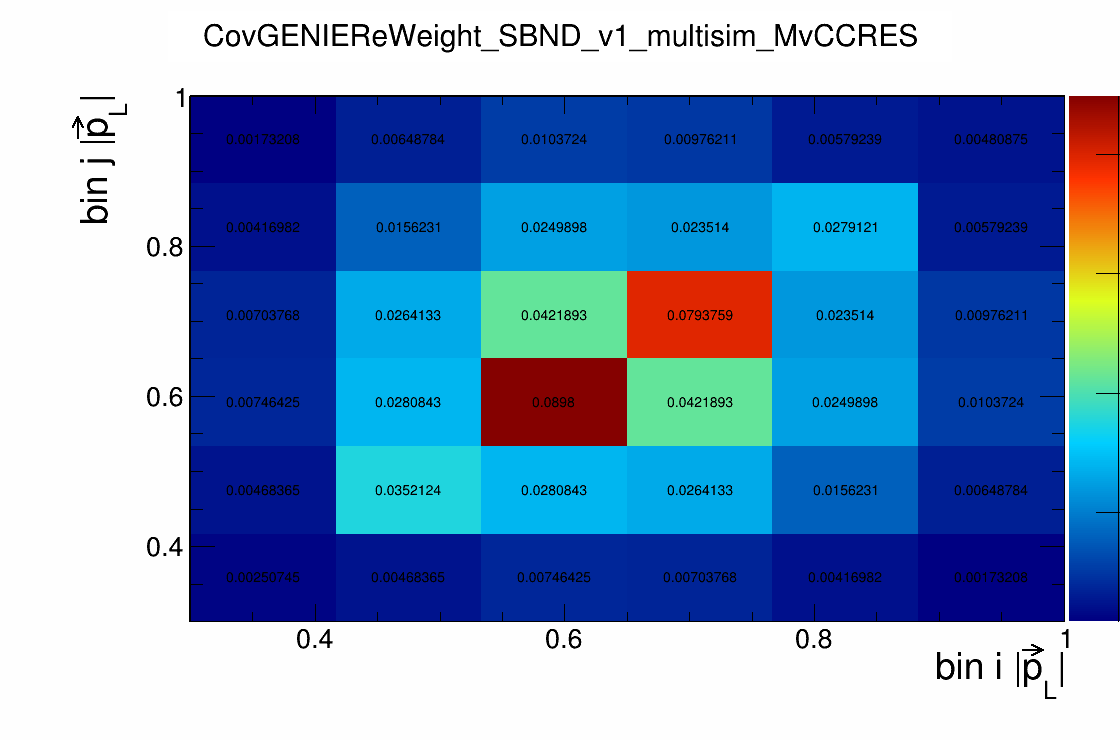 CovGENIEReWeight_SBND_v1_multisim_MvCCRES
bin j |p⃗_L|
1
0.00173208 0.00648784 0.0103724 0.00976211 0.00579239 0.00480875
0.00416982 0.0156231 0.0249898 0.023514 0.0279121 0.00579239
0.8
0.00703768 0.0264133 0.0421893 0.0793759 0.023514 0.00976211
0.6
0.00746425 0.0280843 0.0898 0.0421893 0.0249898 0.0103724
0.00468365 0.0352124 0.0280843 0.0264133 0.0156231 0.00648784
0.4
0.00250745 0.00468365 0.00746425 0.00703768 0.00416982 0.00173208
0.4 0.6 0.8 1
bin i |p⃗_L|